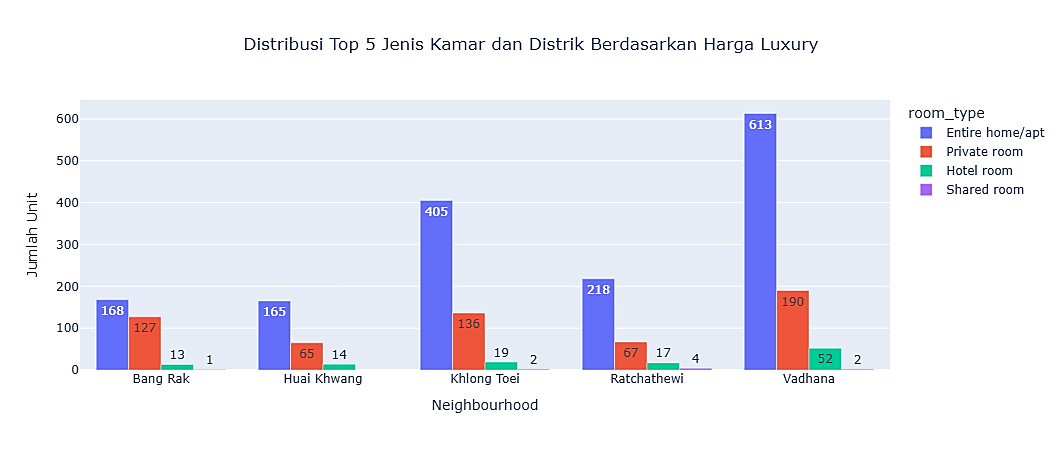 Distribusi Top 5 Jenis Kamar dan Distrik Berdasarkan Harga Luxury
room_type
Entire home/apt
Private room
Hotel room
Shared room
Jumlah Unit
600
500
400
300
200
100
0
168
127
13
1
165
65
14
405
136
19
2
218
67
17
4
613
190
52
2
Bang Rak
Huai Khwang
Khlong Toei
Ratchathewi
Vadhana
Neighbourhood